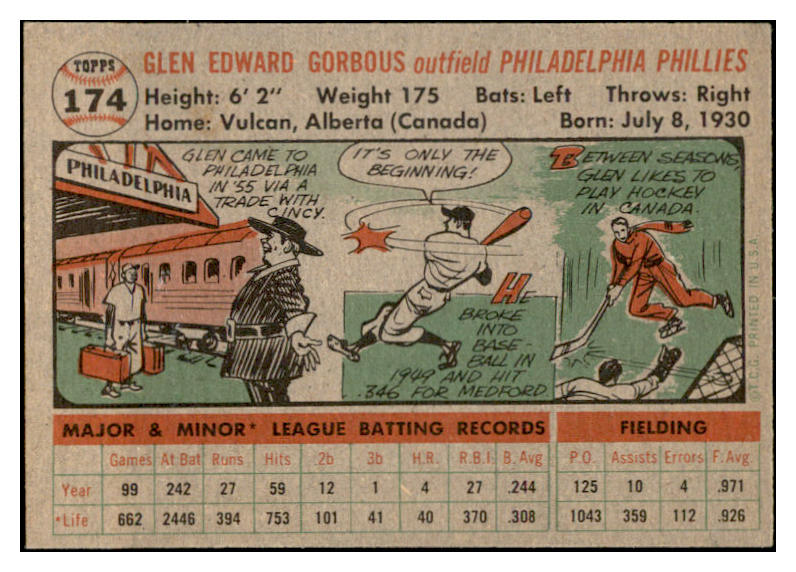 TOPPS
174
GLEN EDWARD GORBOUS outfield PHILADELPHIA PHILLIES
Height: 6' 2" Weight 175 Bats: Left Throws: Right
Home: Vulcan, Alberta (Canada) Born: July 8, 1930
PHILADELPHIA
GLEN CAME TO
PHILADELPHIA
IN '55 VIA A
TRADE WITH
CINCY.
IT'S ONLY THE
BEGINNING!
HE
BROKE
INTO
BASE-
BALL IN
1949 AND HIT
.346 FOR MEDFORD
BETWEEN SEASONS,
GLEN LIKES TO
PLAY HOCKEY
IN CANADA.
© T.C.G. PRINTED IN U.S.A.
MAJOR & MINOR* LEAGUE BATTING RECORDS FIELDING
Games At Bat Runs Hits 2b 3b H.R. R.B.I. B. Avg P.O. Assists Errors F. Avg.
Year 99 242 27 59 12 1 4 27 .244 125 10 4 .971
*Life 662 2446 394 753 101 41 40 370 .308 1043 359 112 .926